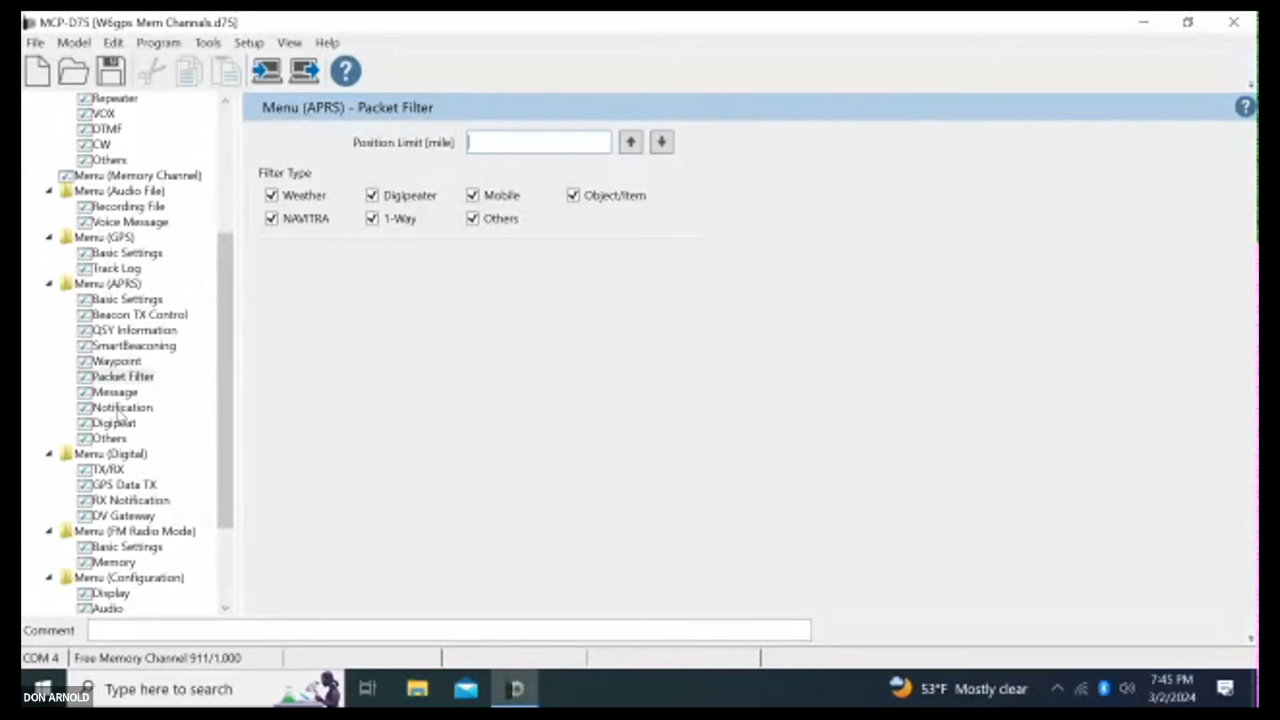 MCP-D75 [W6gps Mem Channels.d75]
File Model Edit Program Tools Setup View Help
Repeater
VOX
DTMF
CW
Others
Menu (Memory Channel)
Menu (Audio File)
Recording File
Voice Message
Menu (GPS)
Basic Settings
Track Log
Menu (APRS)
Basic Settings
Beacon TX Control
QSY Information
SmartBeaconing
Waypoint
Packet Filter
Message
Notification
Digipeat
Others
Menu (Digital)
TX/RX
GPS Data TX
RX Notification
DV Gateway
Menu (FM Radio Mode)
Basic Settings
Memory
Menu (Configuration)
Display
Audio
Menu (APRS) - Packet Filter
Position Limit [mile]
Filter Type
Weather Digipeater Mobile Object/Item
NAVITRA 1-Way Others
Comment
COM 4 Free Memory Channel 911/1,000
Type here to search
53°F Mostly clear
7:45 PM
3/2/2024
DON ARNOLD